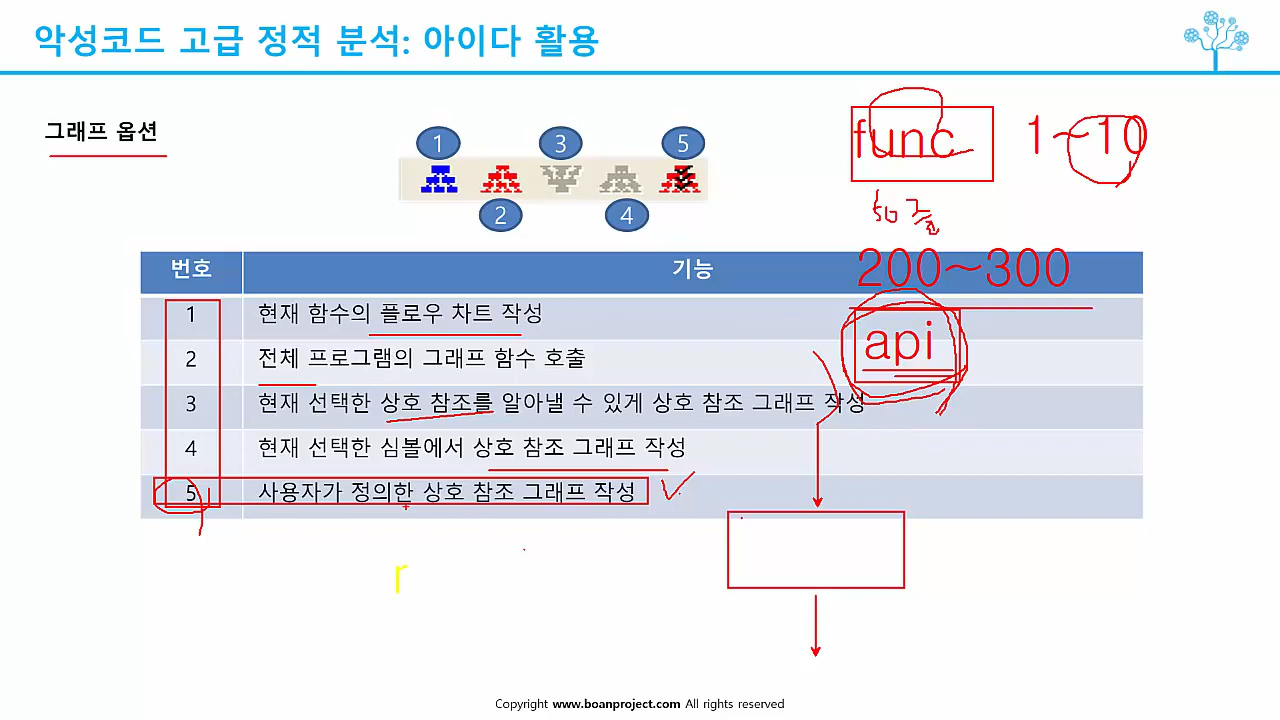 악성코드 고급 정적 분석: 아이다 활용
그래프 옵션
1 3 5
2 4
func 1~10
50줄
200~300
번호 기능
api
1 현재 함수의 플로우 차트 작성
2 전체 프로그램의 그래프 함수 호출
3 현재 선택한 상호 참조를 알아낼 수 있게 상호 참조 그래프 작성
4 현재 선택한 심볼에서 상호 참조 그래프 작성
5 사용자가 정의한 상호 참조 그래프 작성
r
Copyright www.boanproject.com All rights reserved